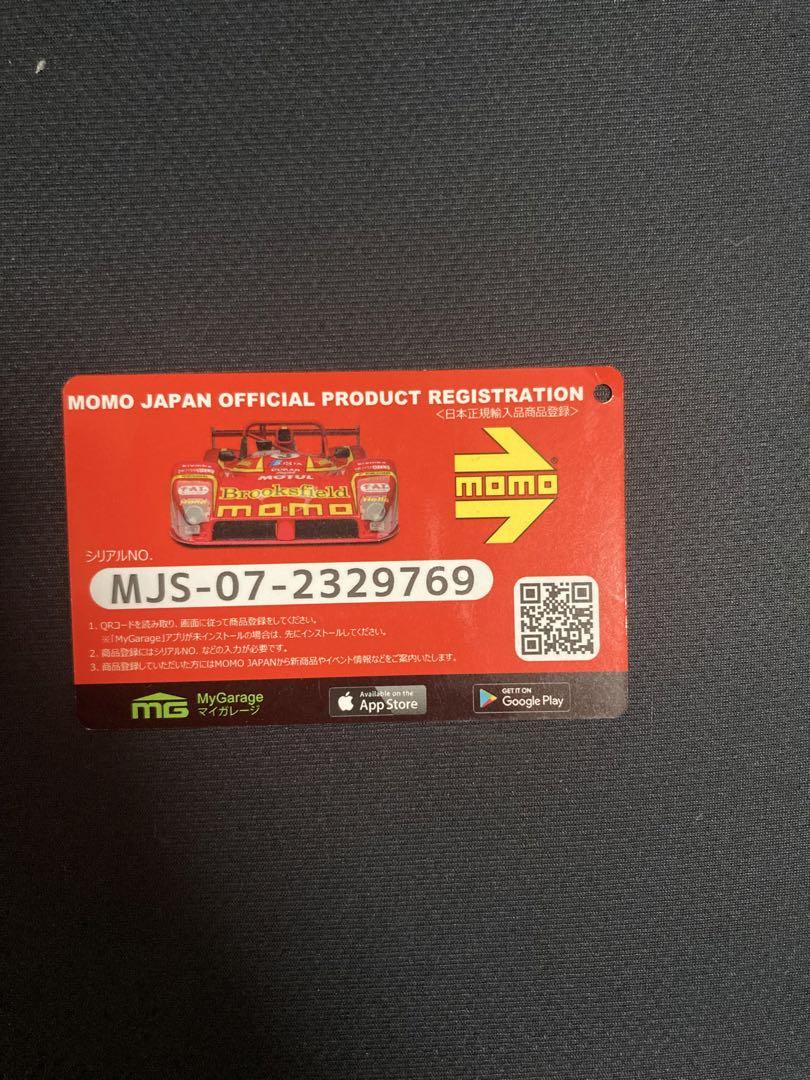 MOMO JAPAN OFFICIAL PRODUCT REGISTRATION
<日本正規輸入品商品登録>
MOTUL
Brooksfield
momo
momo
シリアルNO.
MJS-07-2329769
1. QRコードを読み取り、画面に従って商品登録をしてください。
※「MyGarage」アプリが未インストールの場合は、先にインストールしてください。
2. 商品登録にはシリアルNO. などの入力が必要です。
3. 商品登録していただいた方にはMOMO JAPANから新商品やイベント情報などをご案内いたします。
MG
MyGarage
マイガレージ
Available on the
App Store
GET IT ON
Google Play